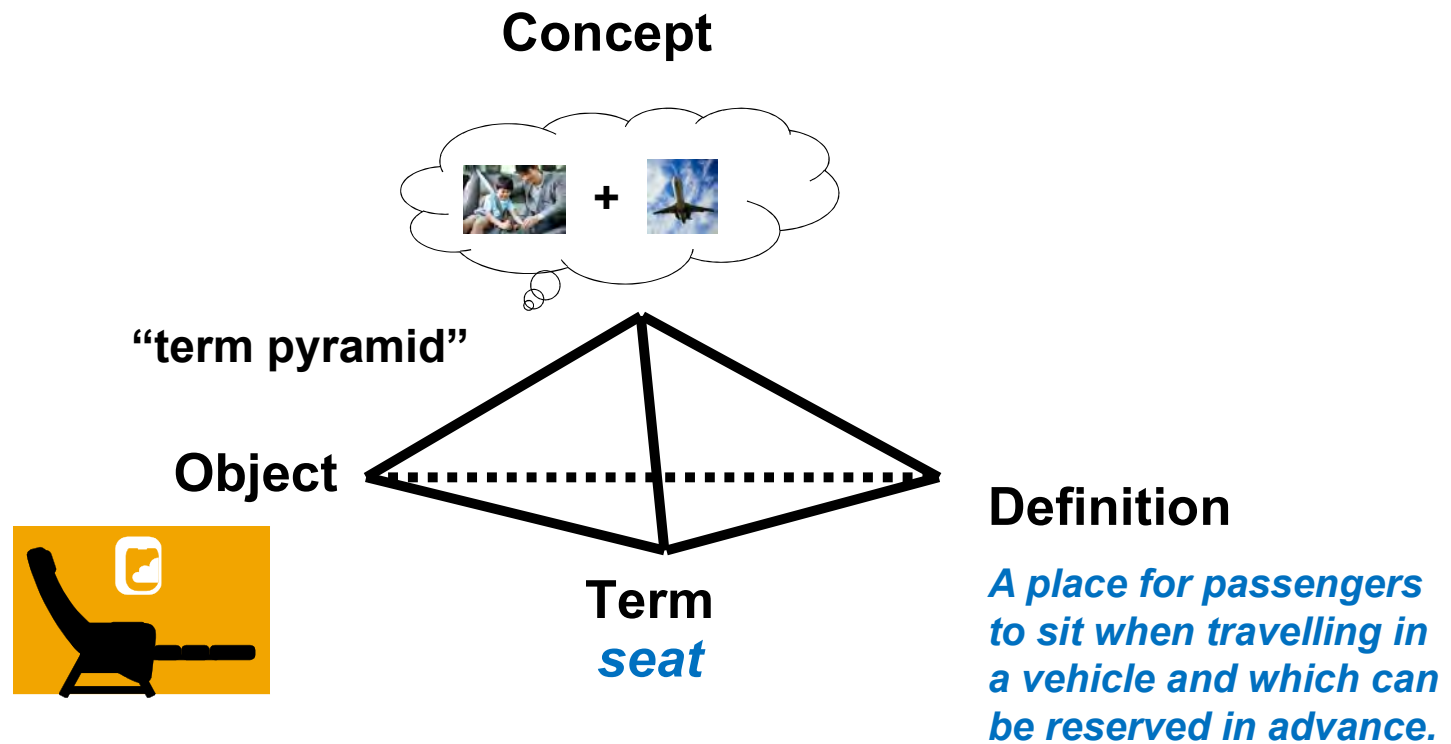 Concept
+
“term pyramid”
Object
Definition
A place for passengers
to sit when travelling in
a vehicle and which can
be reserved in advance.
Term
seat